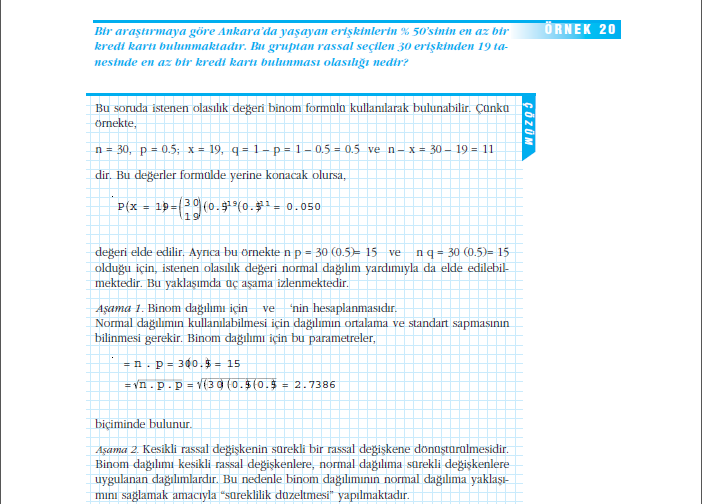 Bir araştırmaya göre Ankara'da yaşayan erişkinlerin % 50'sinin en az bir
kredi kartı bulunmaktadır. Bu gruptan rassal seçilen 30 erişkinden 19 ta-
nesinde en az bir kredi kartı bulunması olasılığı nedir?
ÖRNEK 20
ÇÖZÜM
Bu soruda istenen olasılık değeri binom formülü kullanılarak bulunabilir. Çünkü
örnekte,
n = 30, p = 0.5; x = 19, q = 1 – p = 1 – 0.5 = 0.5 ve n – x = 30 – 19 = 11
dir. Bu değerler formülde yerine konacak olursa,
P(x = 19) = (30 19) (0.5)19 (0.5)11 = 0.050
değeri elde edilir. Ayrıca bu örnekte n p = 30 (0.5)= 15 ve n q = 30 (0.5)= 15
olduğu için, istenen olasılık değeri normal dağılım yardımıyla da elde edilebil-
mektedir. Bu yaklaşımda üç aşama izlenmektedir.
Aşama 1. Binom dağılımı için ve 'nin hesaplanmasıdır.
Normal dağılımın kullanılabilmesi için dağılımın ortalama ve standart sapmasının
bilinmesi gerekir. Binom dağılımı için bu parametreler,
= n . p = 30(0.5) = 15
= √n . p . p = √(30) (0.5)(0.5) = 2.7386
biçiminde bulunur.
Aşama 2. Kesikli rassal değişkenin sürekli bir rassal değişkene dönüştürülmesidir.
Binom dağılımı kesikli rassal değişkenlere, normal dağılıma sürekli değişkenlere
uygulanan dağılımlardır. Bu nedenle binom dağılımının normal dağılıma yaklaşı-
mını sağlamak amacıyla "süreklilik düzeltmesi" yapılmaktadır.